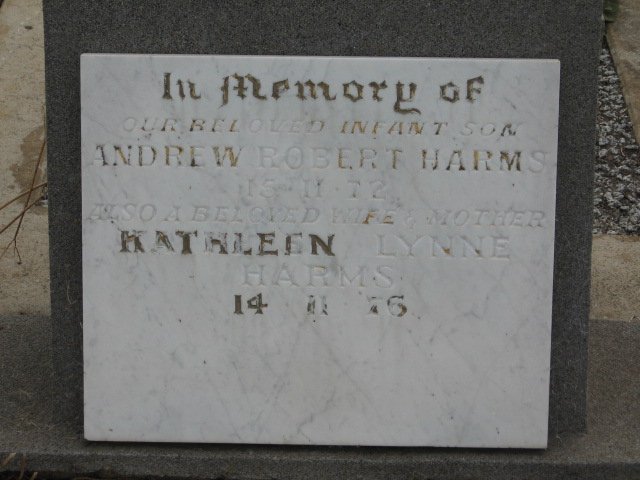 In Memory of
OUR BELOVED INFANT SON
ANDREW ROBERT HARMS
15 11 72
ALSO A BELOVED WIFE & MOTHER
KATHLEEN LYNNE
HARMS
14 11 76